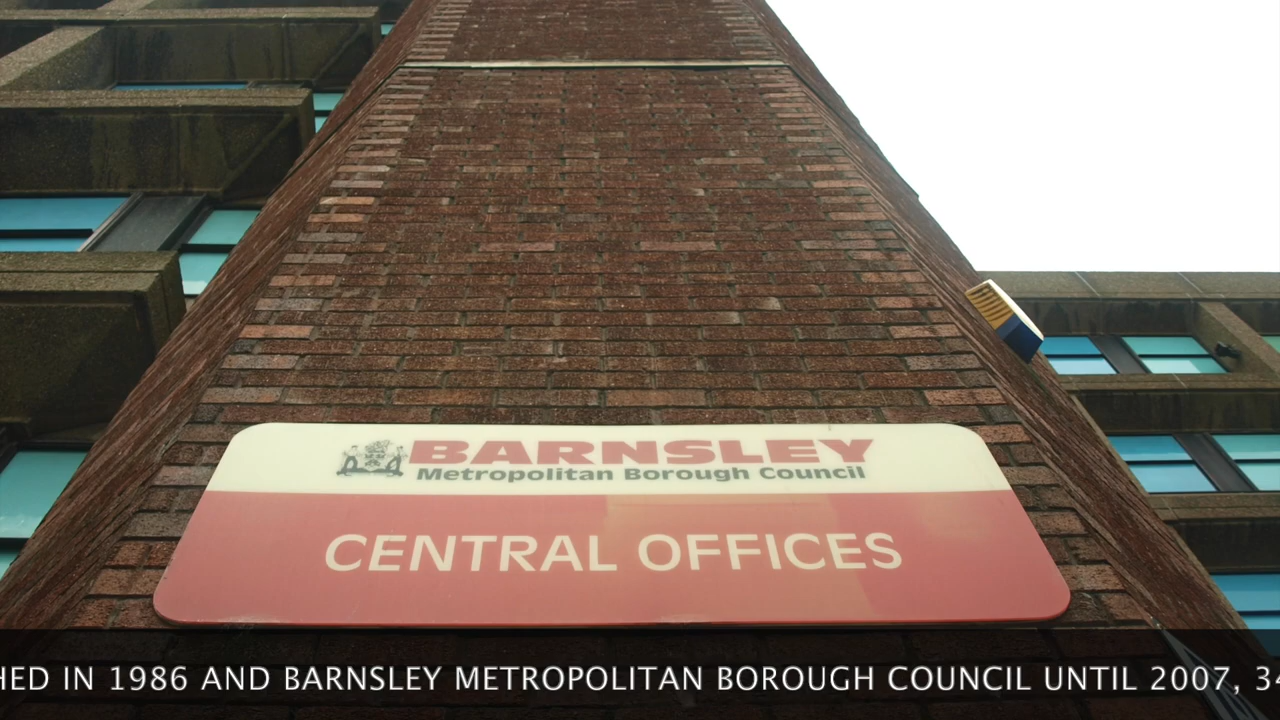 BARNSLEY
Metropolitan Borough Council
CENTRAL OFFICES
HED IN 1986 AND BARNSLEY METROPOLITAN BOROUGH COUNCIL UNTIL 2007, 34